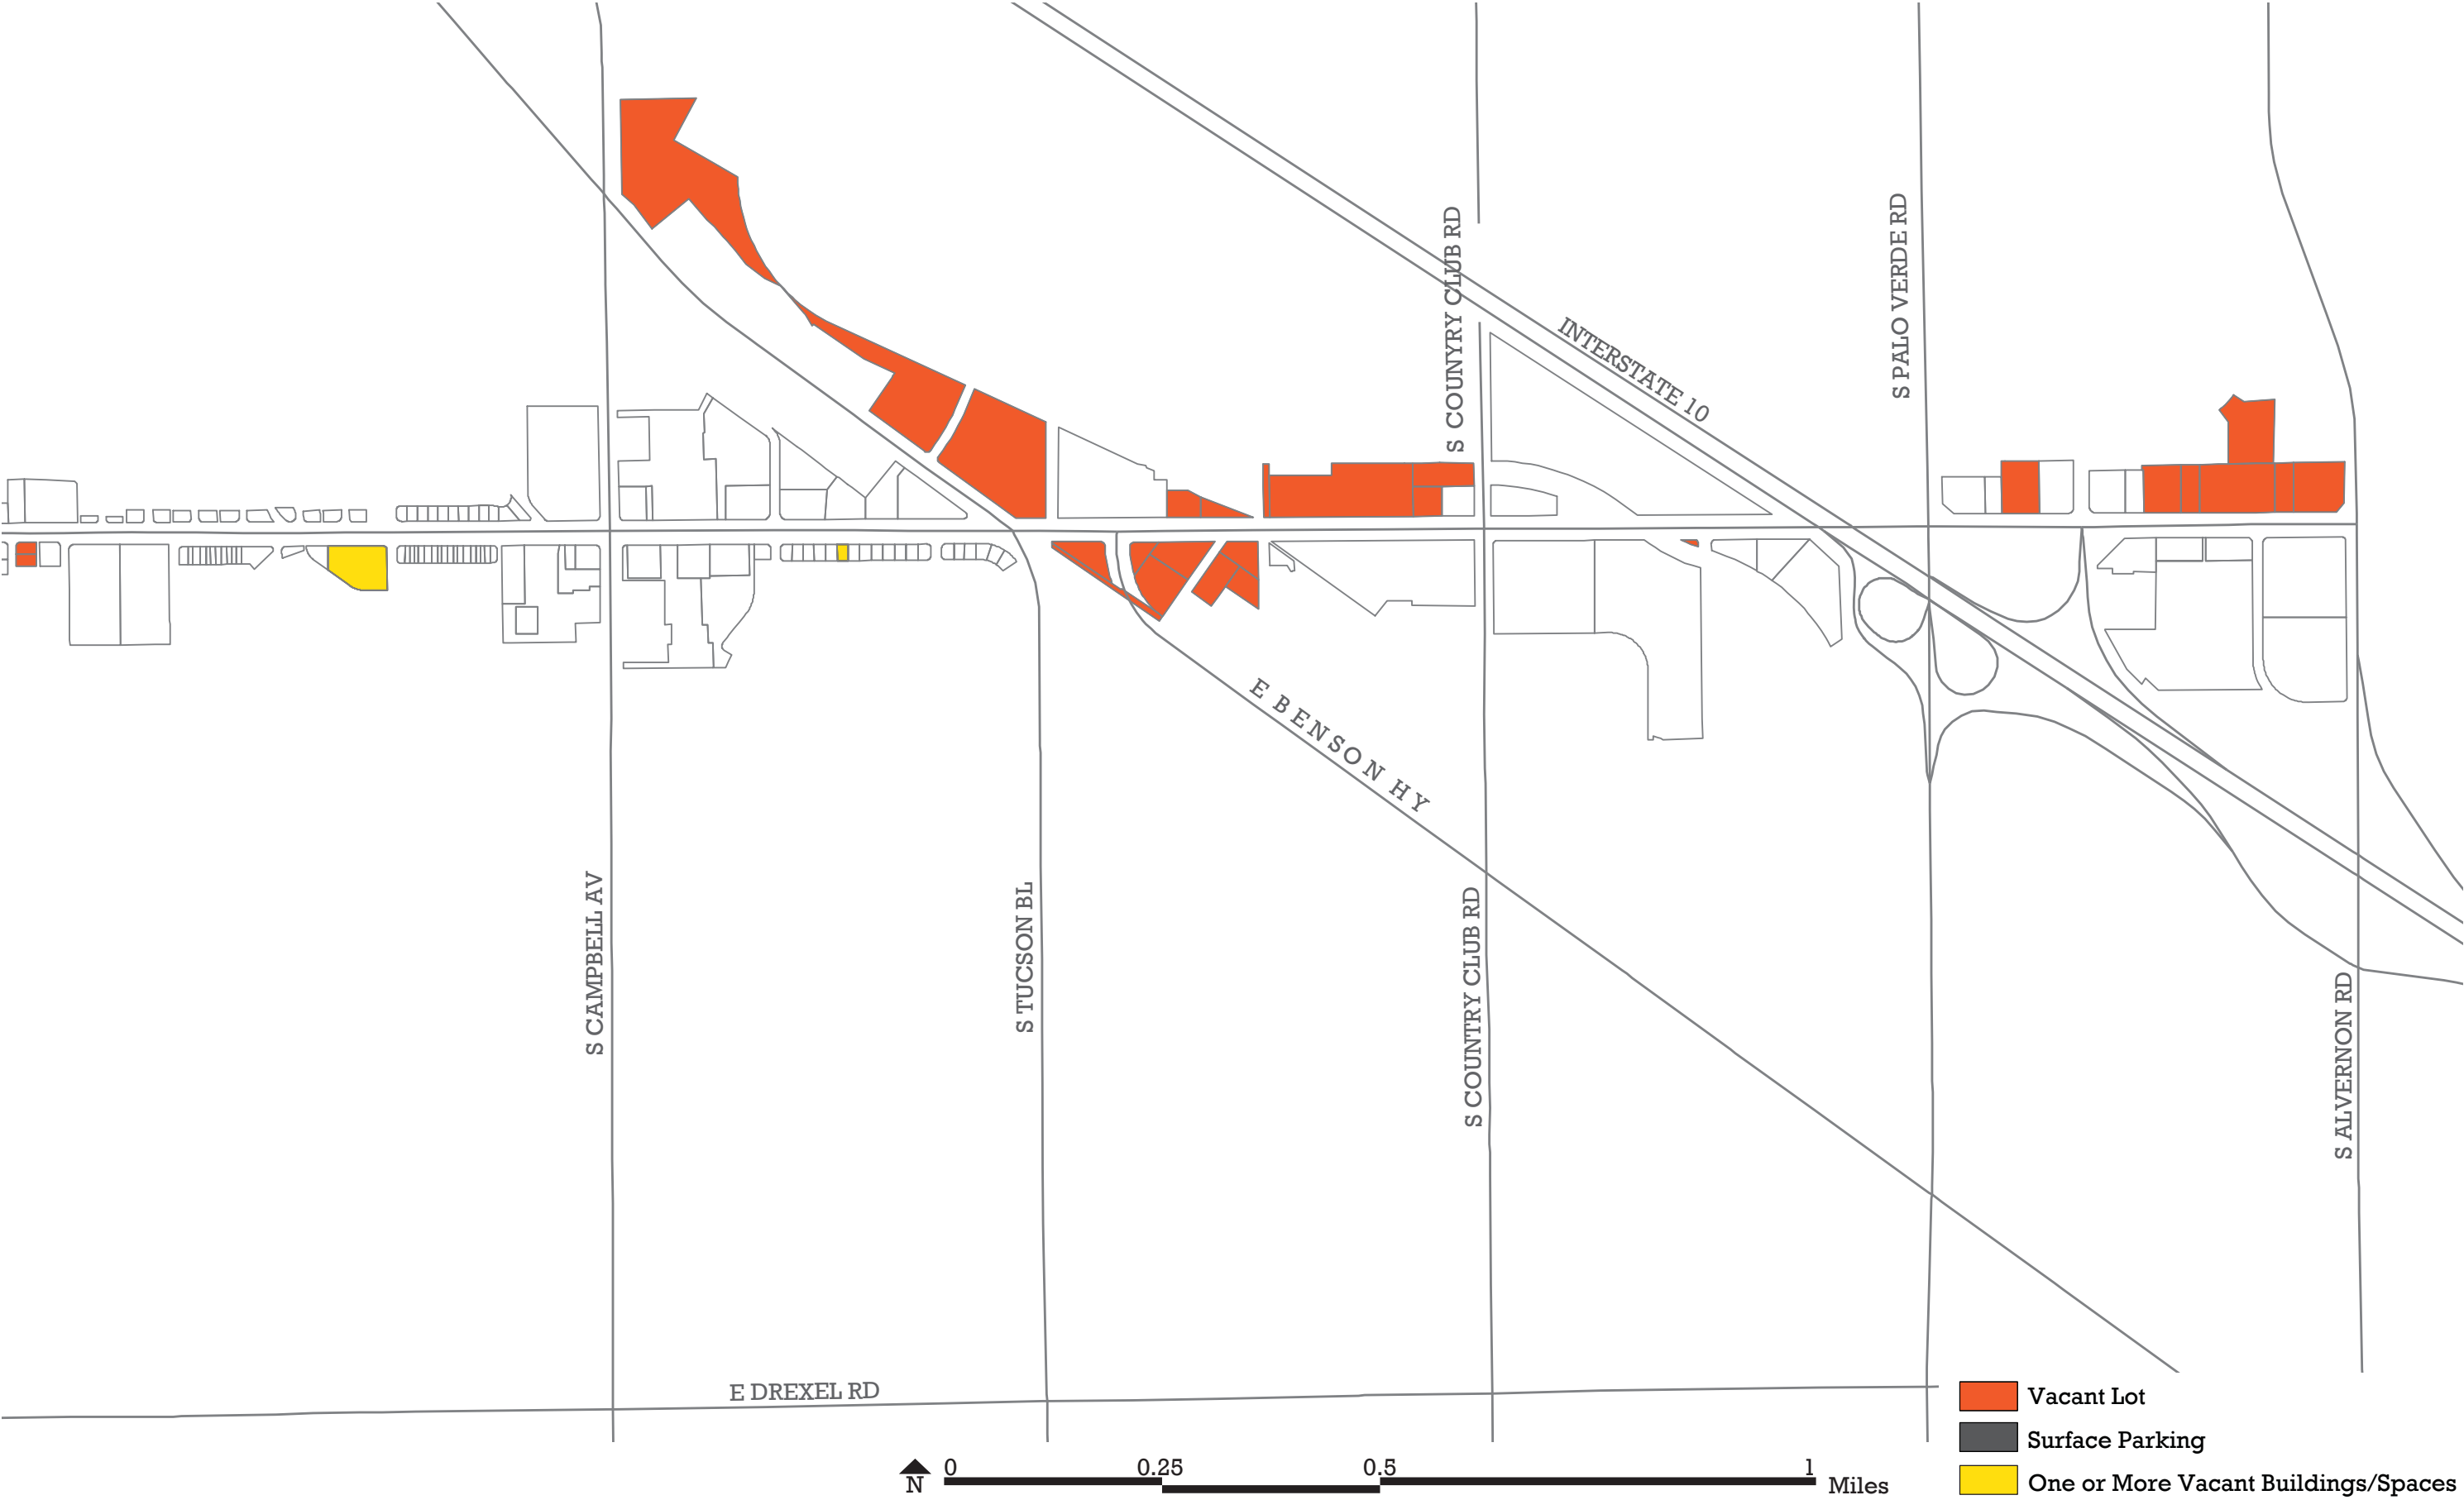 S COUNYRY CLUB RD
S PALO VERDE RD
INTERSTATE 10
E BENSON HY
S CAMPBELL AV
S TUCSON BL
S COUNTRY CLUB RD
S ALVERNON RD
E DREXEL RD
Vacant Lot
Surface Parking
One or More Vacant Buildings/Spaces
N
0 0.25 0.5 1
Miles